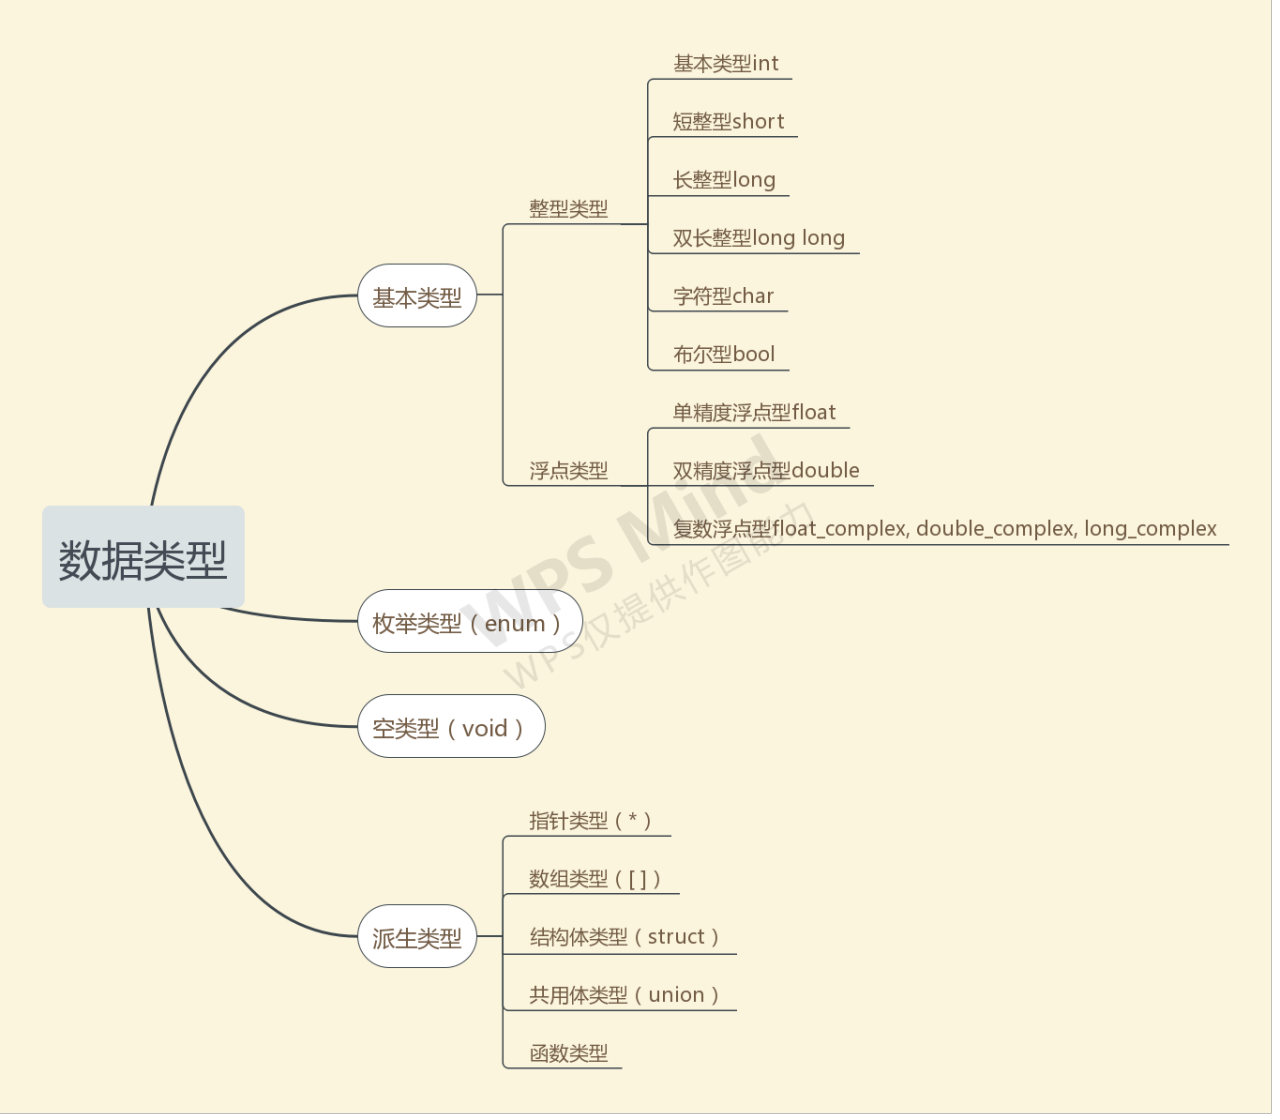 数据类型
基本类型
整型类型
基本类型int
短整型short
长整型long
双长整型long long
字符型char
布尔型bool
浮点类型
单精度浮点型float
双精度浮点型double
复数浮点型float_complex, double_complex, long_complex
枚举类型（enum）
空类型（void）
派生类型
指针类型（*）
数组类型（[ ]）
结构体类型（struct）
共用体类型（union）
函数类型
WPS Mind
WPS仅提供作图能力